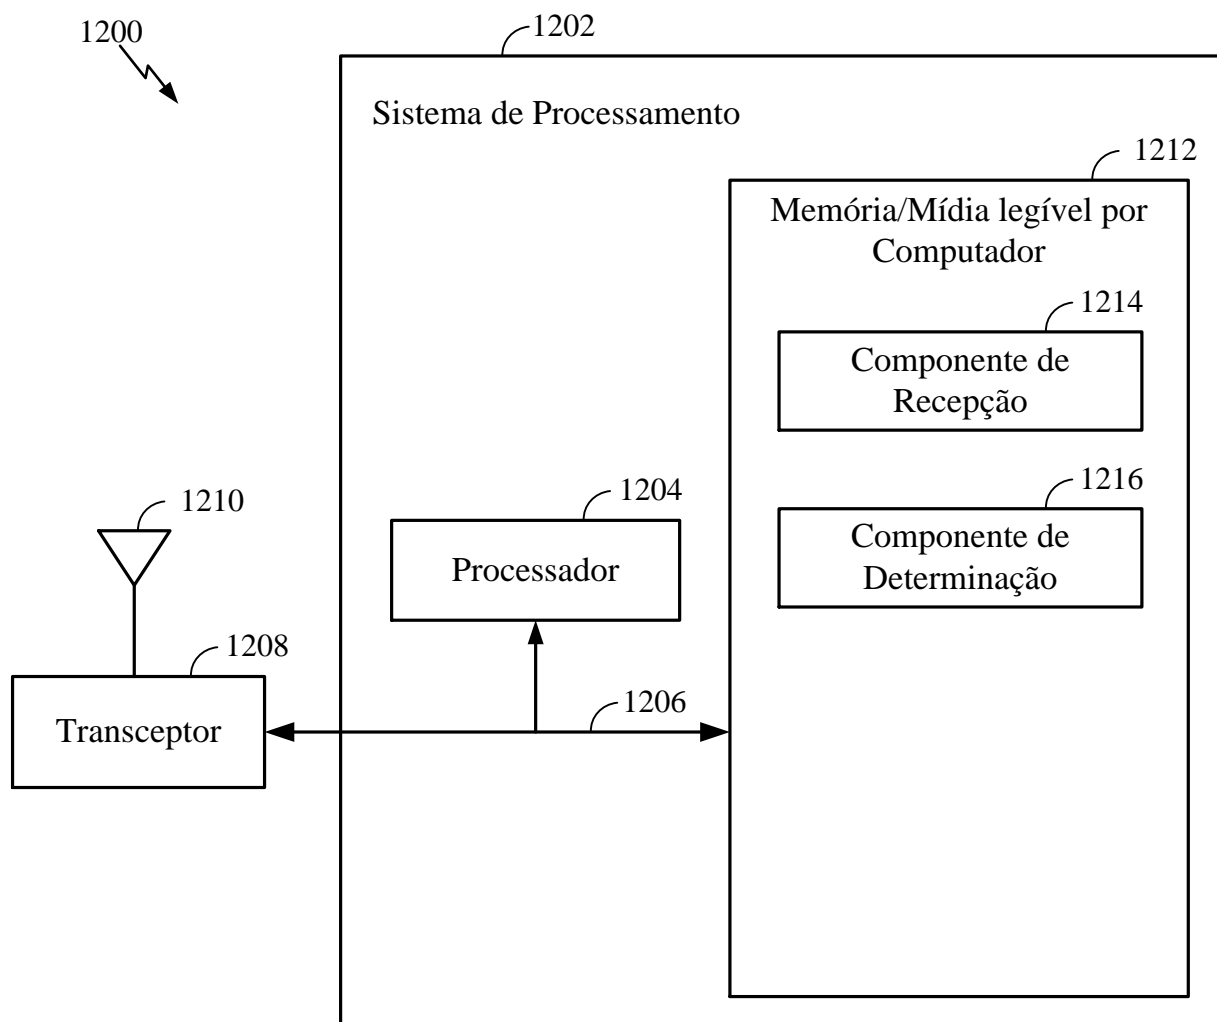 1200
1202
Sistema de Processamento
1212
Memória/Mídia legível por
Computador
1214
Componente de
Recepção
1216
Componente de
Determinação
1204
Processador
1210
1208
Transceptor
1206